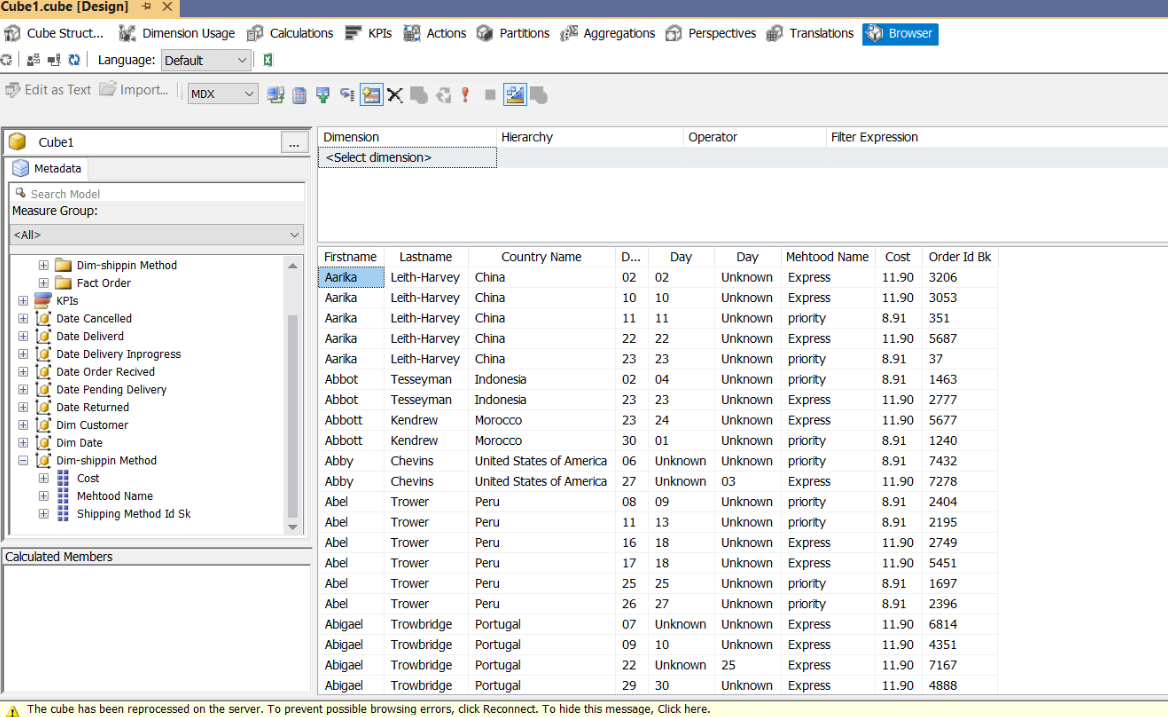 Cube1.cube [Design]
Cube Struct... Dimension Usage Calculations KPIs Actions Partitions Aggregations Perspectives Translations Browser
Language: Default
Edit as Text Import... MDX
Cube1 ...
Metadata
Search Model
Measure Group:
<All>
Dim-shippin Method
Fact Order
KPIs
Date Cancelled
Date Deliverd
Date Delivery Inprogress
Date Order Recived
Date Pending Delivery
Date Returned
Dim Customer
Dim Date
Dim-shippin Method
Cost
Mehtood Name
Shipping Method Id Sk
Calculated Members
Dimension Hierarchy Operator Filter Expression
<Select dimension>
Firstname Lastname Country Name D... Day Day Mehtood Name Cost Order Id Bk
Aarika Leith-Harvey China 02 02 Unknown Express 11.90 3206
Aarika Leith-Harvey China 10 10 Unknown Express 11.90 3053
Aarika Leith-Harvey China 11 11 Unknown priority 8.91 351
Aarika Leith-Harvey China 22 22 Unknown Express 11.90 5687
Aarika Leith-Harvey China 23 23 Unknown priority 8.91 37
Abbot Tesseyman Indonesia 02 04 Unknown priority 8.91 1463
Abbot Tesseyman Indonesia 23 23 Unknown Express 11.90 2777
Abbott Kendrew Morocco 23 24 Unknown Express 11.90 5677
Abbott Kendrew Morocco 30 01 Unknown priority 8.91 1240
Abby Chevins United States of America 06 Unknown Unknown priority 8.91 7432
Abby Chevins United States of America 27 Unknown 03 Express 11.90 7278
Abel Trower Peru 08 09 Unknown priority 8.91 2404
Abel Trower Peru 11 13 Unknown priority 8.91 2195
Abel Trower Peru 16 18 Unknown Express 11.90 2749
Abel Trower Peru 17 18 Unknown Express 11.90 5451
Abel Trower Peru 25 25 Unknown priority 8.91 1697
Abel Trower Peru 26 27 Unknown priority 8.91 2396
Abigael Trowbridge Portugal 07 Unknown Unknown Express 11.90 6814
Abigael Trowbridge Portugal 09 10 Unknown Express 11.90 4351
Abigael Trowbridge Portugal 22 Unknown 25 Express 11.90 7167
Abigael Trowbridge Portugal 29 30 Unknown Express 11.90 4888
The cube has been reprocessed on the server. To prevent possible browsing errors, click Reconnect. To hide this message, Click here.